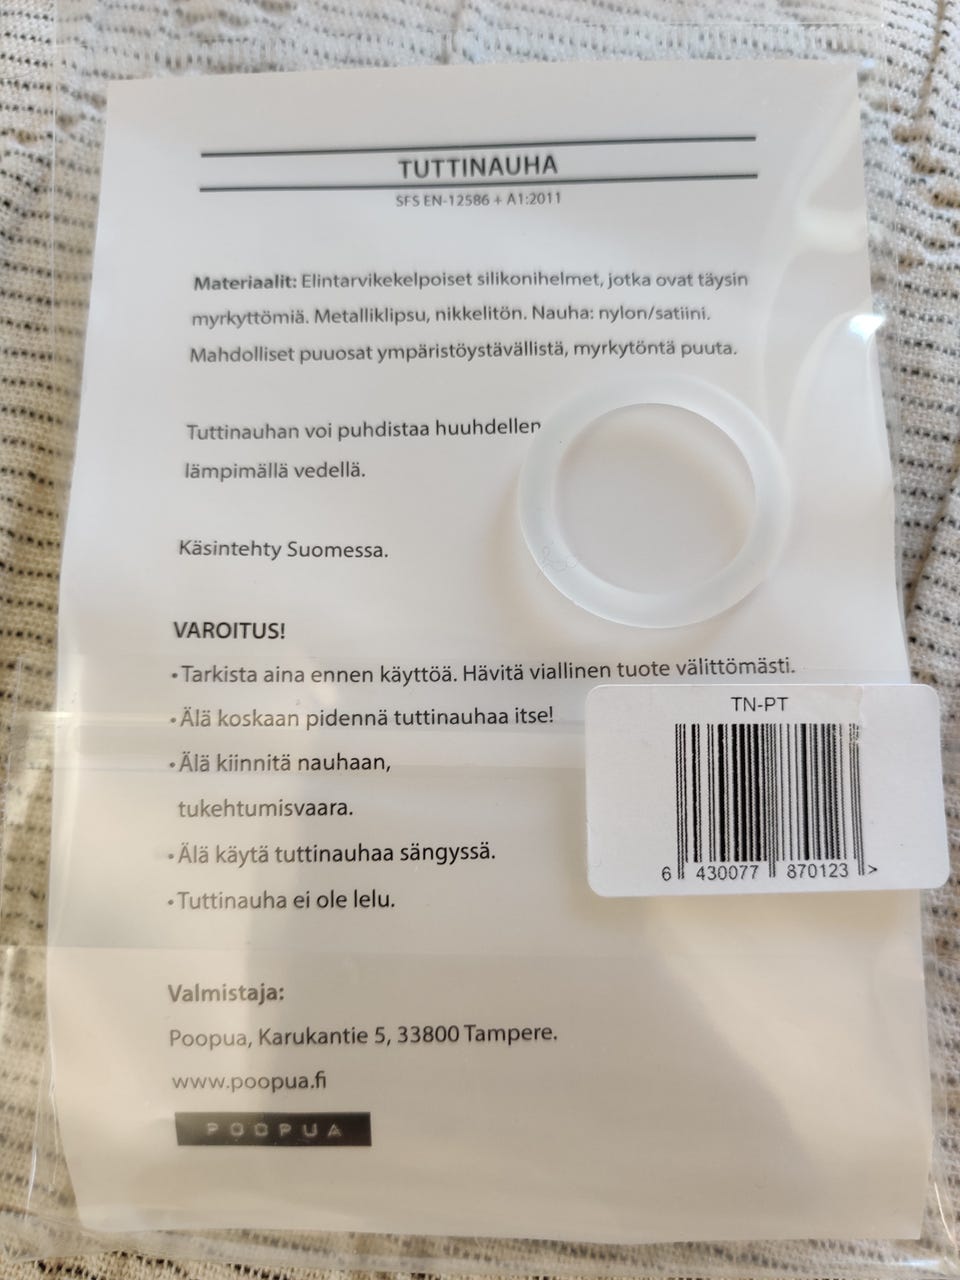 TUTTINAUHA
SFS EN-12586 + A1:2011
Materiaalit: Elintarvikekelpoiset silikonihelmet, jotka ovat täysin
myrkyttömiä. Metalliklipsu, nikkelitön. Nauha: nylon/satiini.
Mahdolliset puuosat ympäristöystävällistä, myrkytöntä puuta.
Tuttinauhan voi puhdistaa huuhdellen
lämpimällä vedellä.
Käsintehty Suomessa.
VAROITUS!
•Tarkista aina ennen käyttöä. Hävitä viallinen tuote välittömästi.
•Älä koskaan pidennä tuttinauhaa itse!
•Älä kiinnitä nauhaan,
tukehtumisvaara.
•Älä käytä tuttinauhaa sängyssä.
•Tuttinauha ei ole lelu.
TN-PT
6 430077 870123 >
Valmistaja:
Poopua, Karukantie 5, 33800 Tampere.
www.poopua.fi
POOPUA